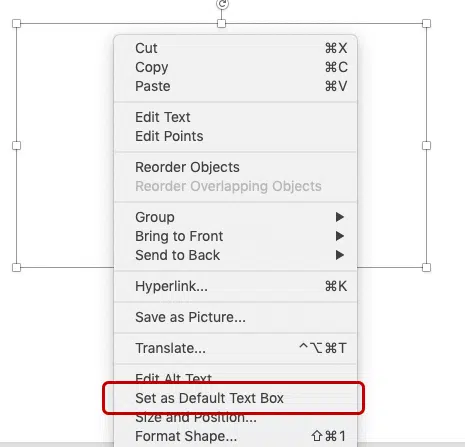 Cut ⌘X
Copy ⌘C
Paste ⌘V
Edit Text
Edit Points
Reorder Objects
Reorder Overlapping Objects
Group ▶
Bring to Front ▶
Send to Back ▶
Hyperlink... ⌘K
Save as Picture...
Translate... ^⌥⌘T
Edit Alt Text
Set as Default Text Box
Size and Position...
Format Shape... ⇧⌘1